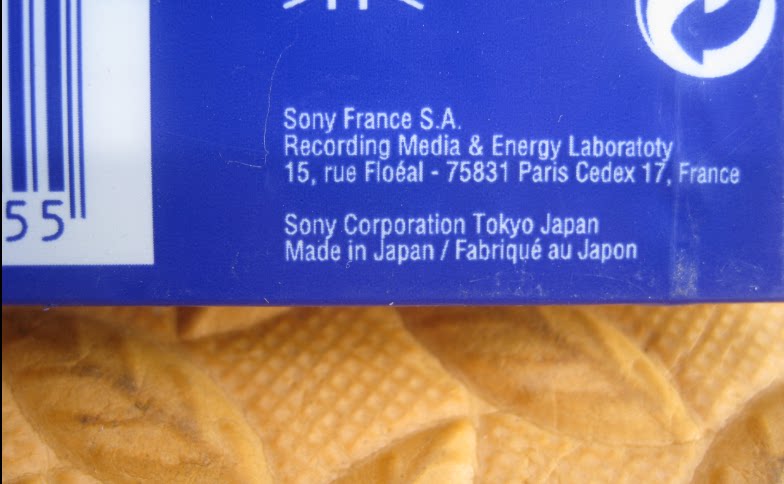 Sony France S.A.
Recording Media & Energy Laboratoty
15, rue Floéal - 75831 Paris Cedex 17, France
Sony Corporation Tokyo Japan
Made in Japan / Fabriqué au Japon
55